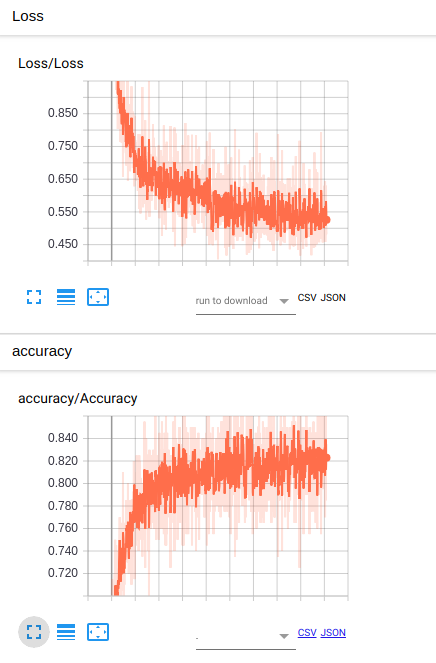 Loss
Loss/Loss
0.850
0.750
0.650
0.550
0.450
run to download CSV JSON
accuracy
accuracy/Accuracy
0.840
0.820
0.800
0.780
0.760
0.740
0.720
. CSV JSON